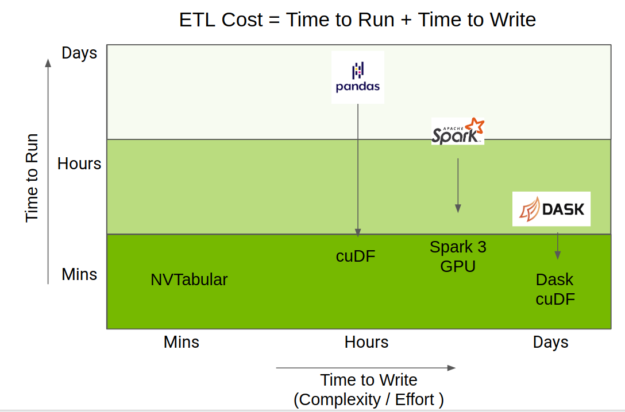 ETL Cost = Time to Run + Time to Write
Days
pandas
APACHE
Spark
Hours
Time to Run
DASK
Mins
NVTabular
cuDF
Spark 3
GPU
Dask
cuDF
Mins
Hours
Days
Time to Write
(Complexity / Effort )